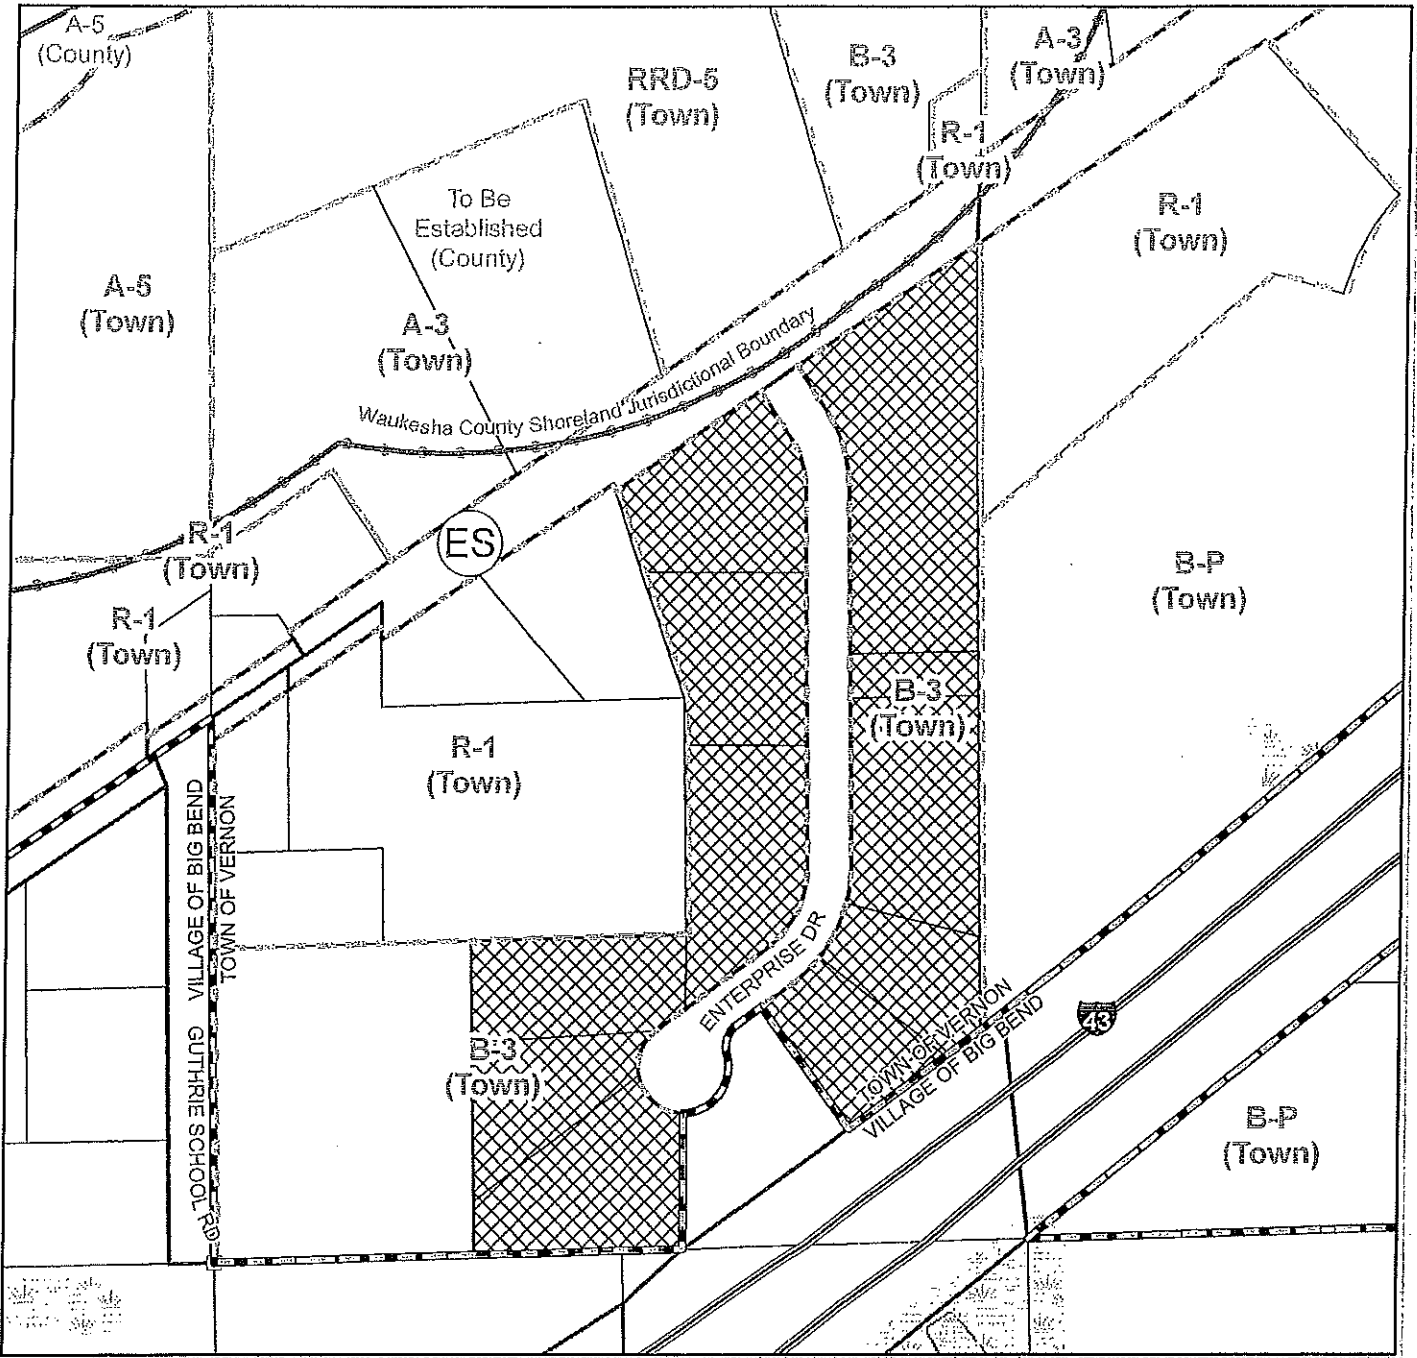 A-5
(County)
RRD-5
(Town)
B-3
(Town)
A-3
(Town)
R-1
(Town)
To Be
Established
(County)
R-1
(Town)
A-5
(Town)
A-3
(Town)
Waukesha County Shoreland Jurisdictional Boundary
R-1
(Town)
ES
R-1
(Town)
B-P
(Town)
B-3
(Town)
R-1
(Town)
VILLAGE OF BIG BEND
TOWN OF VERNON
GUTHRIE SCHOOL RD
ENTERPRISE DR
B-3
(Town)
TOWN OF VERNON
VILLAGE OF BIG BEND
43
B-P
(Town)